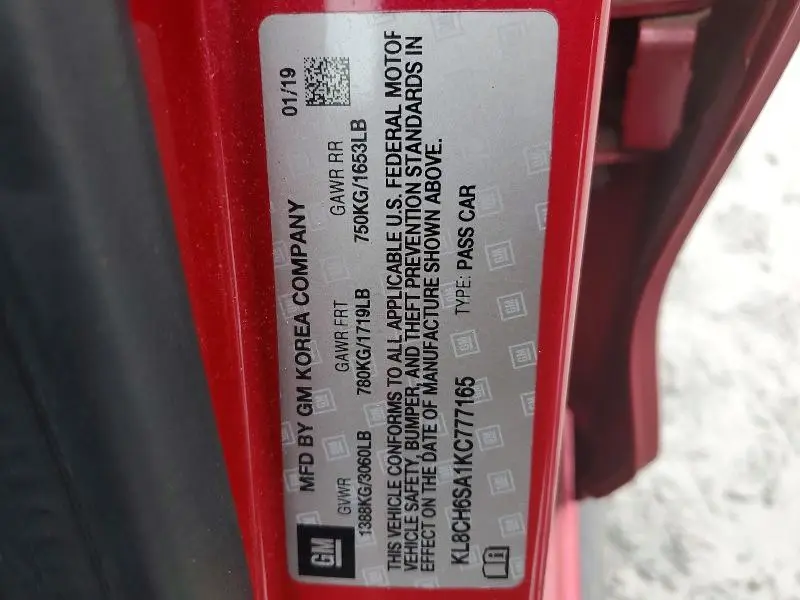 MFD BY GM KOREA COMPANY 01/19
GVWR GAWR FRT GAWR RR
1388KG/3060LB 780KG/1719LB 750KG/1653LB
THIS VEHICLE CONFORMS TO ALL APPLICABLE U.S. FEDERAL MOTOF
VEHICLE SAFETY, BUMPER, AND THEFT PREVENTION STANDARDS IN
EFFECT ON THE DATE OF MANUFACTURE SHOWN ABOVE.
KL8CH6SA1KC777165 TYPE: PASS CAR
GM